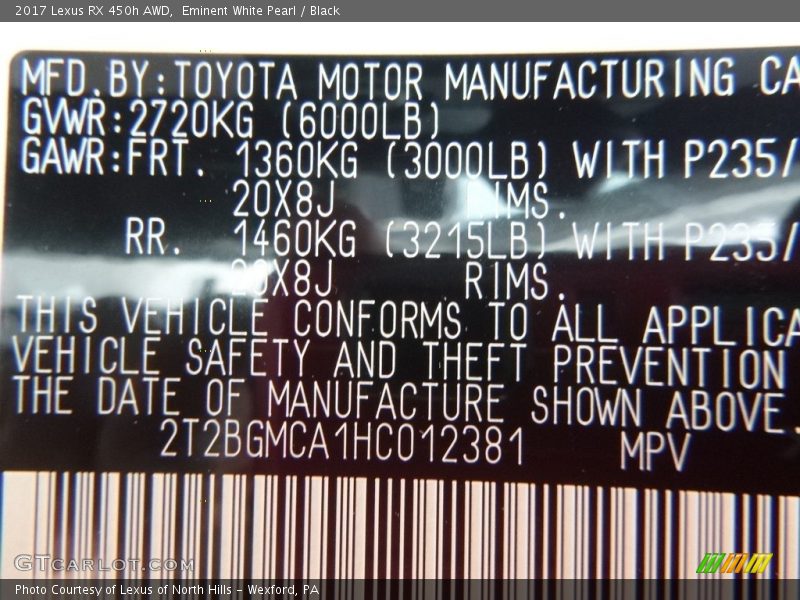 2017 Lexus RX 450h AWD,  Eminent White Pearl / Black
MFD.BY:TOYOTA MOTOR MANUFACTURING CA
GVWR:2720KG (6000LB)
GAWR:FRT. 1360KG (3000LB) WITH P235/
20X8J RIMS.
RR. 1460KG (3215LB) WITH P235/
20X8J RIMS.
THIS VEHICLE CONFORMS TO ALL APPLICA
VEHICLE SAFETY AND THEFT PREVENTION
THE DATE OF MANUFACTURE SHOWN ABOVE.
2T2BGMCA1HC012381 MPV
GTCARLOT.COM
Photo Courtesy of Lexus of North Hills - Wexford, PA